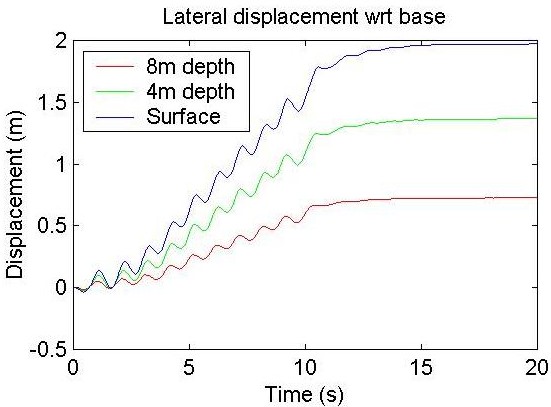 Lateral displacement wrt base
2
8m depth
4m depth
Surface
1.5
1
0.5
0
-0.5
Displacement (m)
0 5 10 15 20
Time (s)